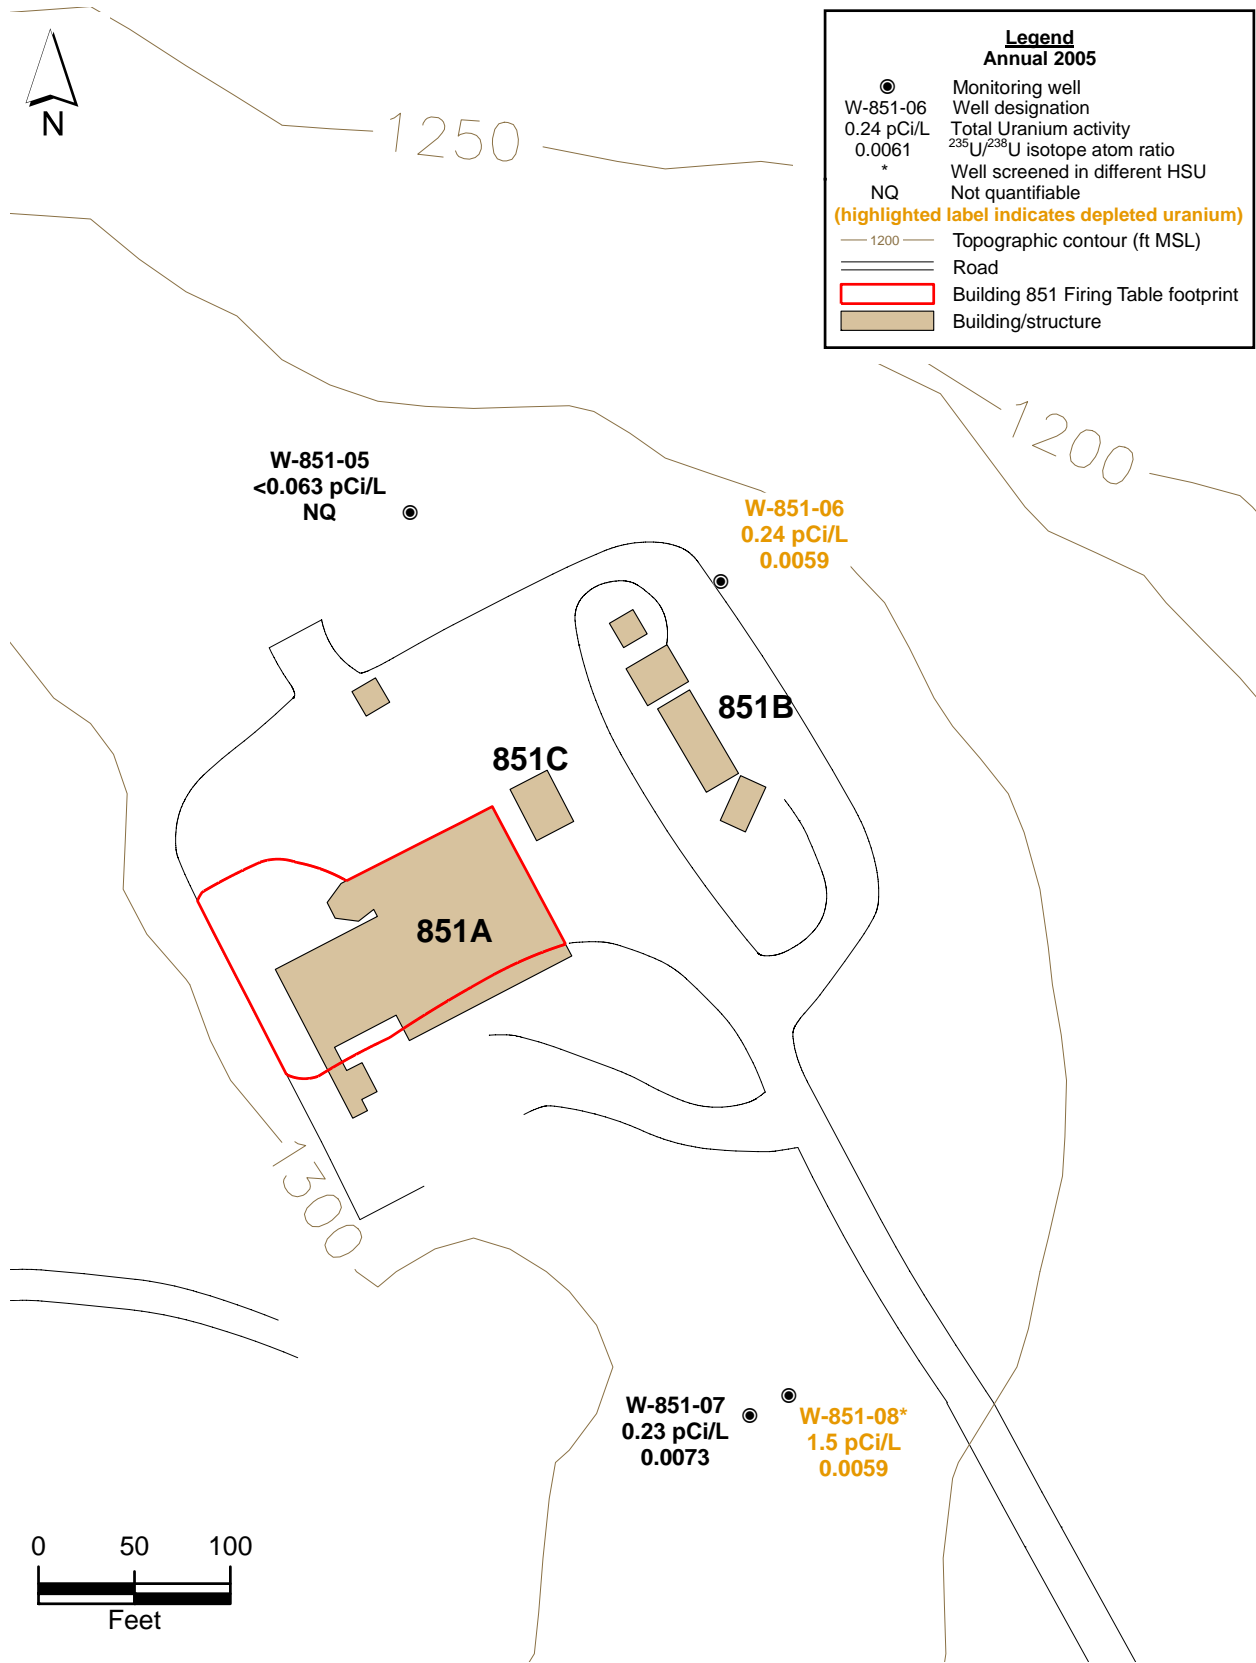 Legend
Annual 2005
Monitoring well
W-851-06 Well designation
0.24 pCi/L Total Uranium activity
0.0061 ²³⁵U/²³⁸U isotope atom ratio
* Well screened in different HSU
NQ Not quantifiable
(highlighted label indicates depleted uranium)
1200 Topographic contour (ft MSL)
Road
Building 851 Firing Table footprint
Building/structure
N
1250
1200
W-851-05
<0.063 pCi/L
NQ
W-851-06
0.24 pCi/L
0.0059
851B
851C
851A
1300
W-851-07
0.23 pCi/L
0.0073
W-851-08*
1.5 pCi/L
0.0059
0 50 100
Feet